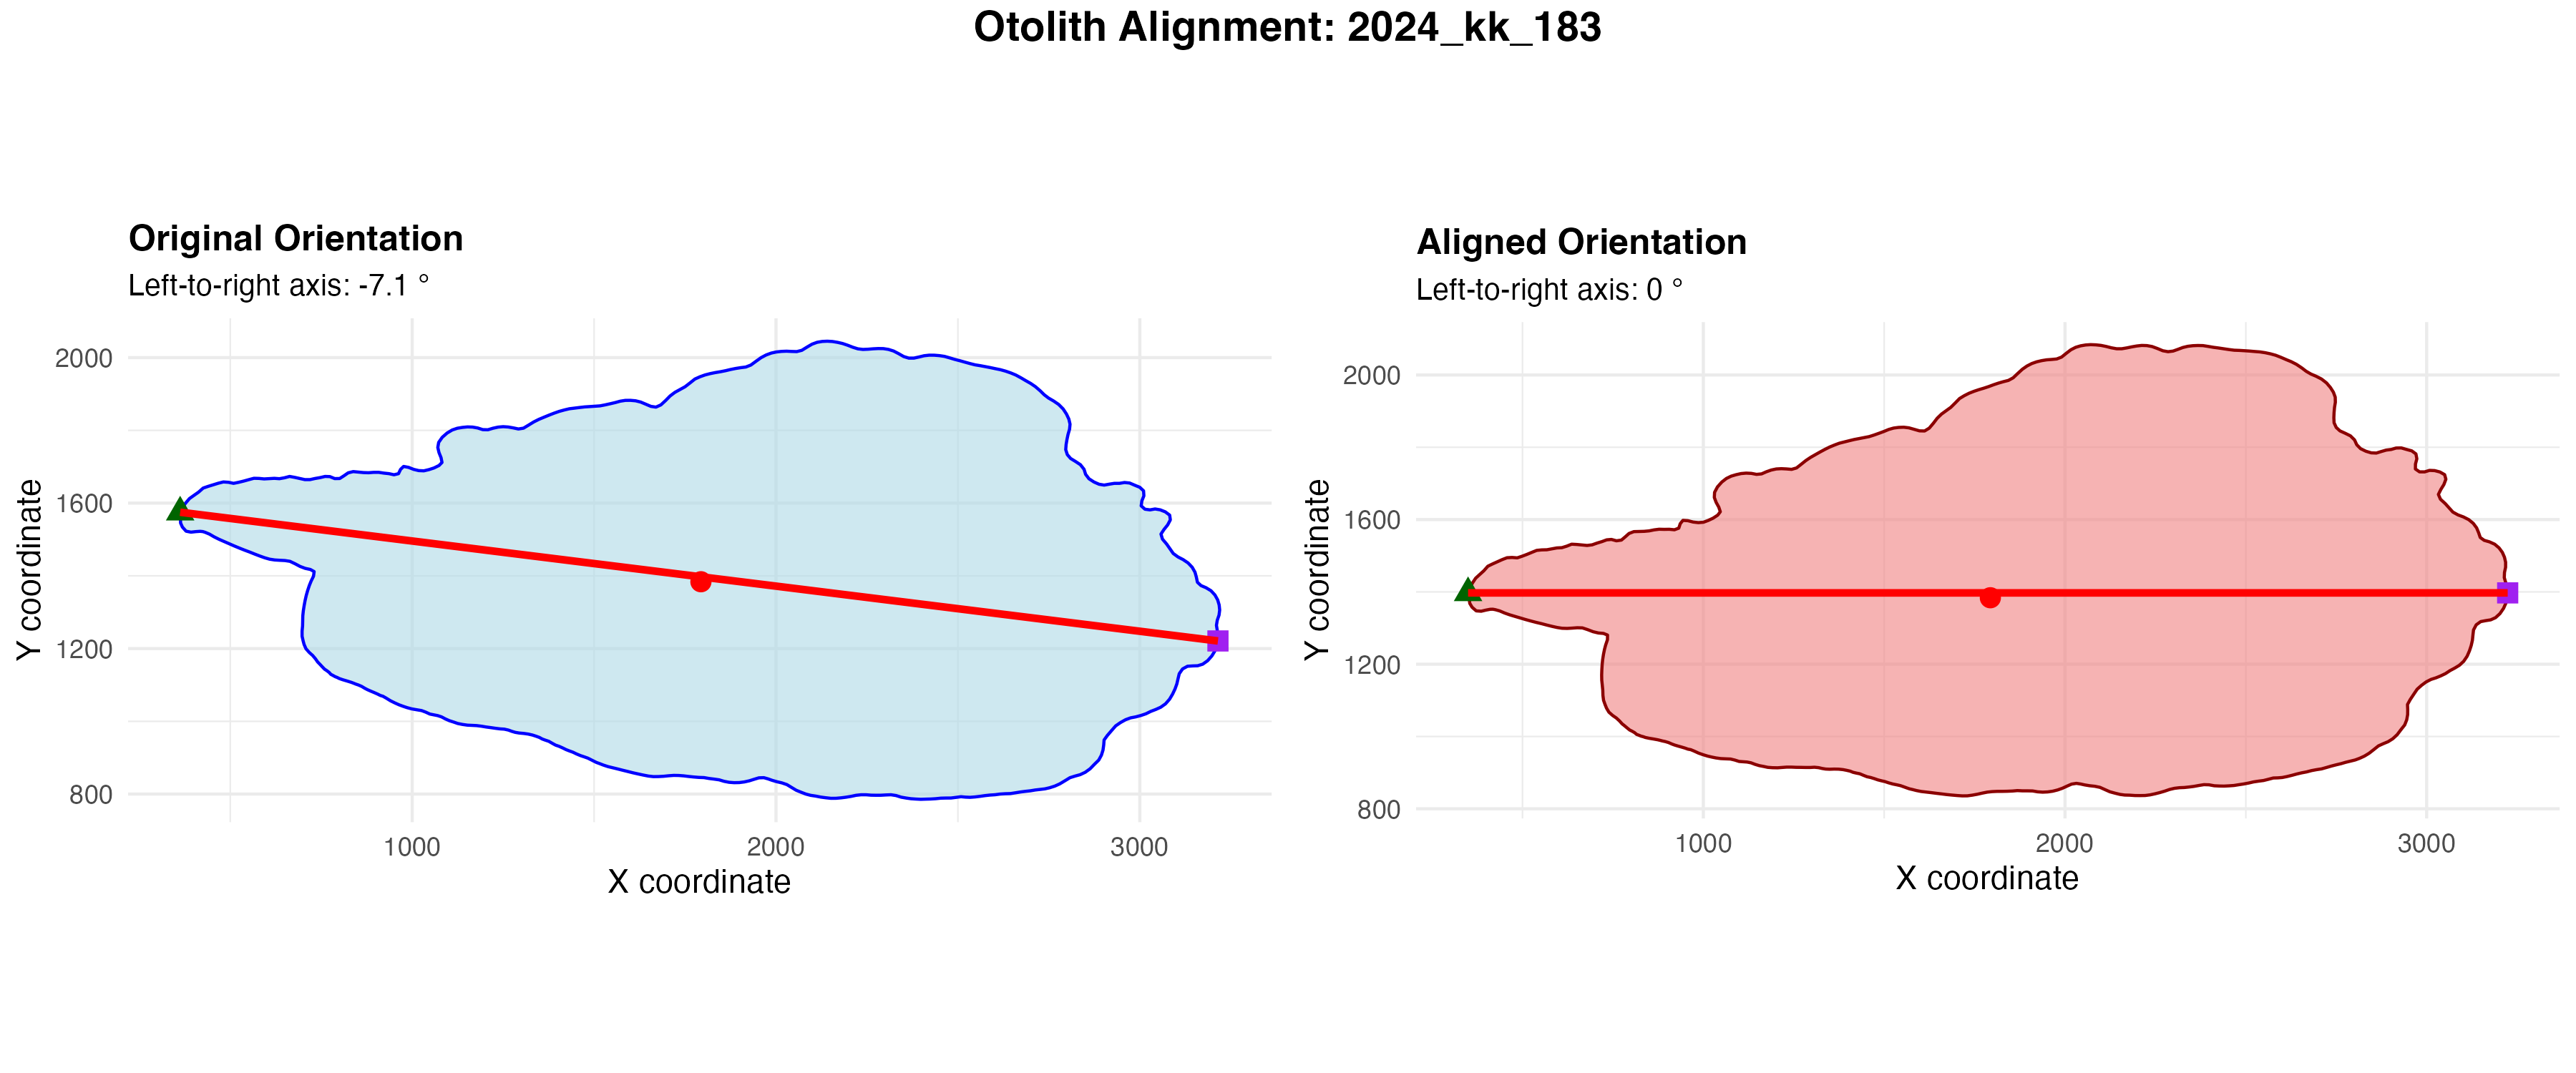 Otolith Alignment: 2024_kk_183
Original Orientation
Left-to-right axis: -7.1 °
2000
1600
1200
800
Y coordinate
1000
2000
3000
X coordinate
Aligned Orientation
Left-to-right axis: 0 °
2000
1600
1200
800
Y coordinate
1000
2000
3000
X coordinate